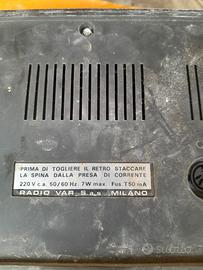 PRIMA DI TOGLIERE IL RETRO STACCARE
LA SPINA DALLA PRESA DI CORRENTE
220 V c.a. 50/60 Hz 7W max. Fus. T50 mA
RADIO VAR. S.a.s. MILANO
subito